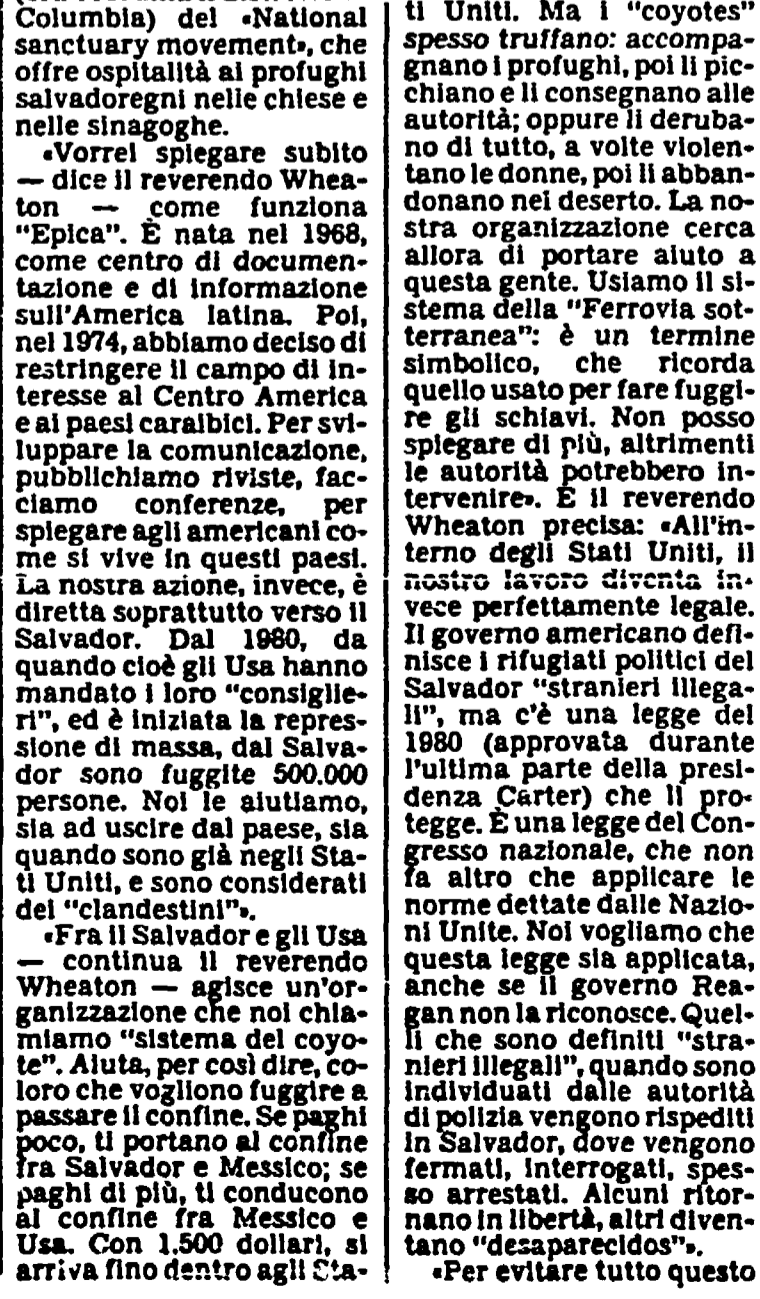 Columbia) del «National
sanctuary movement», che
offre ospitalità ai profughi
salvadoregni nelle chiese e
nelle sinagoghe.
«Vorrei spiegare subito
— dice il reverendo Whea-
ton — come funziona
"Epica". È nata nel 1968,
come centro di documen-
tazione e di informazione
sull'America latina. Poi,
nel 1974, abbiamo deciso di
restringere il campo di in-
teresse al Centro America
e ai paesi caraibici. Per svi-
luppare la comunicazione,
pubblichiamo riviste, fac-
ciamo conferenze, per
spiegare agli americani co-
me si vive in questi paesi.
La nostra azione, invece, è
diretta soprattutto verso il
Salvador. Dal 1980, da
quando cioè gli Usa hanno
mandato i loro "consiglie-
ri", ed è iniziata la repres-
sione di massa, dal Salva-
dor sono fuggite 500.000
persone. Noi le aiutiamo,
sia ad uscire dal paese, sia
quando sono già negli Sta-
ti Uniti, e sono considerati
dei "clandestini"».
«Fra il Salvador e gli Usa
— continua il reverendo
Wheaton — agisce un'or-
ganizzazione che noi chia-
miamo "sistema del coyo-
te". Aiuta, per così dire, co-
loro che vogliono fuggire a
passare il confine. Se paghi
poco, ti portano al confine
fra Salvador e Messico; se
paghi di più, ti conducono
al confine fra Messico e
Usa. Con 1.500 dollari, si
arriva fino dentro agli Sta-
ti Uniti. Ma i "coyotes"
spesso truffano: accompa-
gnano i profughi, poi li pic-
chiano e li consegnano alle
autorità; oppure li deruba-
no di tutto, a volte violen-
tano le donne, poi li abban-
donano nel deserto. La no-
stra organizzazione cerca
allora di portare aiuto a
questa gente. Usiamo il si-
stema della "Ferrovia sot-
terranea": è un termine
simbolico, che ricorda
quello usato per fare fuggi-
re gli schiavi. Non posso
spiegare di più, altrimenti
le autorità potrebbero in-
tervenire». E il reverendo
Wheaton precisa: «All'in-
terno degli Stati Uniti, il
nostro lavoro diventa in-
vece perfettamente legale.
Il governo americano defi-
nisce i rifugiati politici del
Salvador "stranieri illega-
li", ma c'è una legge del
1980 (approvata durante
l'ultima parte della presi-
denza Carter) che li pro-
tegge. È una legge del Con-
gresso nazionale, che non
fa altro che applicare le
norme dettate dalle Nazio-
ni Unite. Noi vogliamo che
questa legge sia applicata,
anche se il governo Rea-
gan non la riconosce. Quel-
li che sono definiti "stra-
nieri illegali", quando sono
individuati dalle autorità
di polizia vengono rispediti
in Salvador, dove vengono
fermati, interrogati, spes-
so arrestati. Alcuni ritor-
nano in libertà, altri diven-
tano "desaparecidos"».
«Per evitare tutto questo